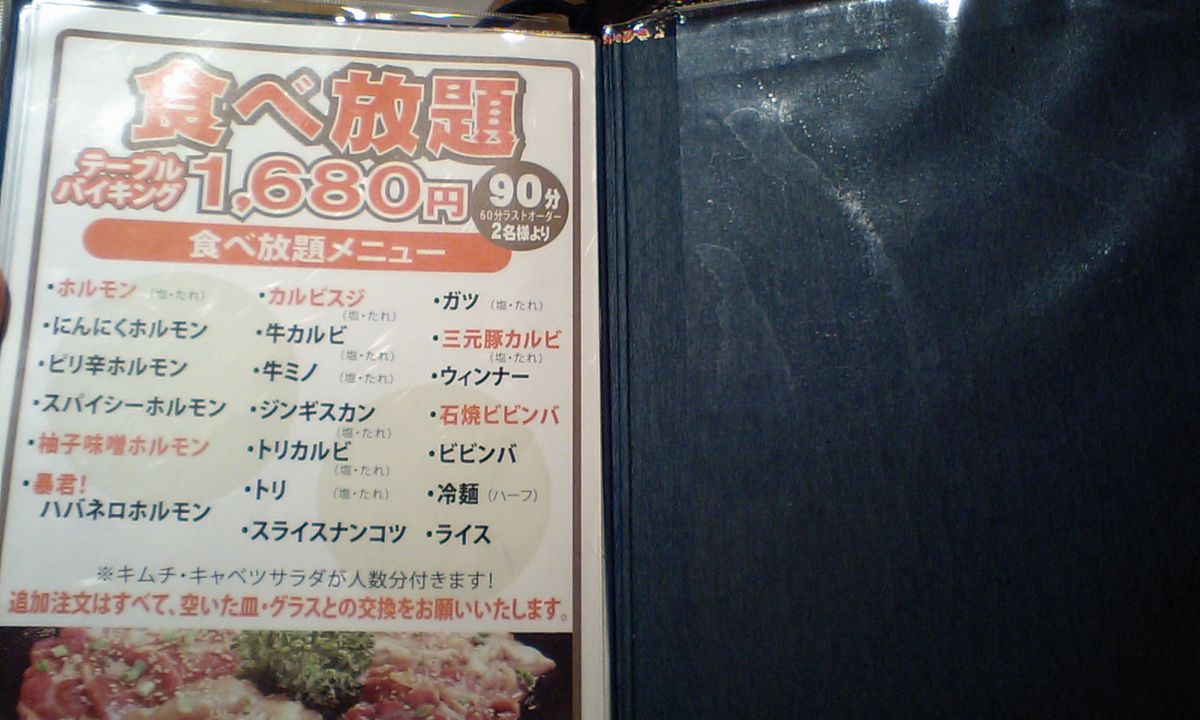 食べ放題
テーブル
バイキング
1,680円
90分
60分ラストオーダー
2名様より
食べ放題メニュー
・ホルモン（塩・たれ）
・にんにくホルモン
・ピリ辛ホルモン
・スパイシーホルモン
・柚子味噌ホルモン
・暴君！
ハバネロホルモン
・カルビスジ
（塩・たれ）
・牛カルビ
（塩・たれ）
・牛ミノ（塩・たれ）
・ジンギスカン
（塩・たれ）
・トリカルビ
（塩・たれ）
・トリ（塩・たれ）
・スライスナンコツ
・ガツ（塩・たれ）
・三元豚カルビ
（塩・たれ）
・ウィンナー
・石焼ビビンバ
・ビビンバ
・冷麺（ハーフ）
・ライス
※キムチ・キャベツサラダが人数分付きます！
追加注文はすべて、空いた皿・グラスとの交換をお願いいたします。